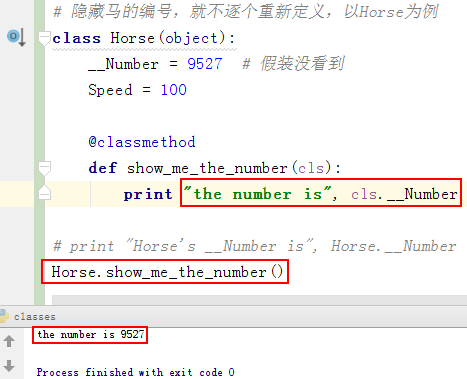 # 隐藏马的编号，就不逐个重新定义，以Horse为例
class Horse(object):
    __Number = 9527  # 假装没看到
    Speed = 100
    @classmethod
    def show_me_the_number(cls):
        print "the number is", cls.__Number
# print "Horse's __Number is", Horse.__Number
Horse.show_me_the_number()
classes
the number is 9527
Process finished with exit code 0